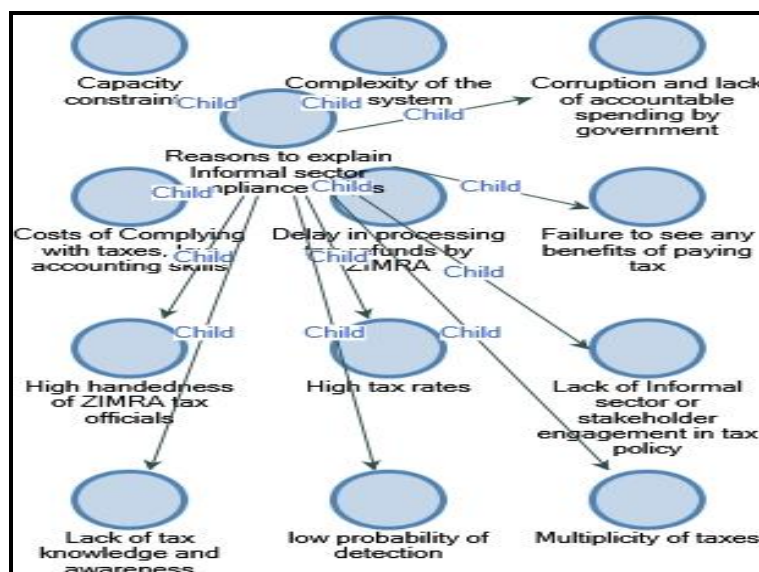 Capacity
constrain
Child
Complexity of the
Child
system
Corruption and lack
of accountable
spending by
government
Child
Reasons to explain
Informal sector
mpliance
Child
Child
s
Child
Costs of Complying
with taxes,
accounting skills
Child
Delay in processing
refunds by
ZIMRA
Child
Failure to see any
benefits of paying
tax
Child
Child
Child
Child
High handedness
of ZIMRA tax
officials
High tax rates
Lack of Informal
sector or
stakeholder
engagement in tax
policy
Lack of tax
knowledge and
awareness
low probability of
detection
Multiplicity of taxes